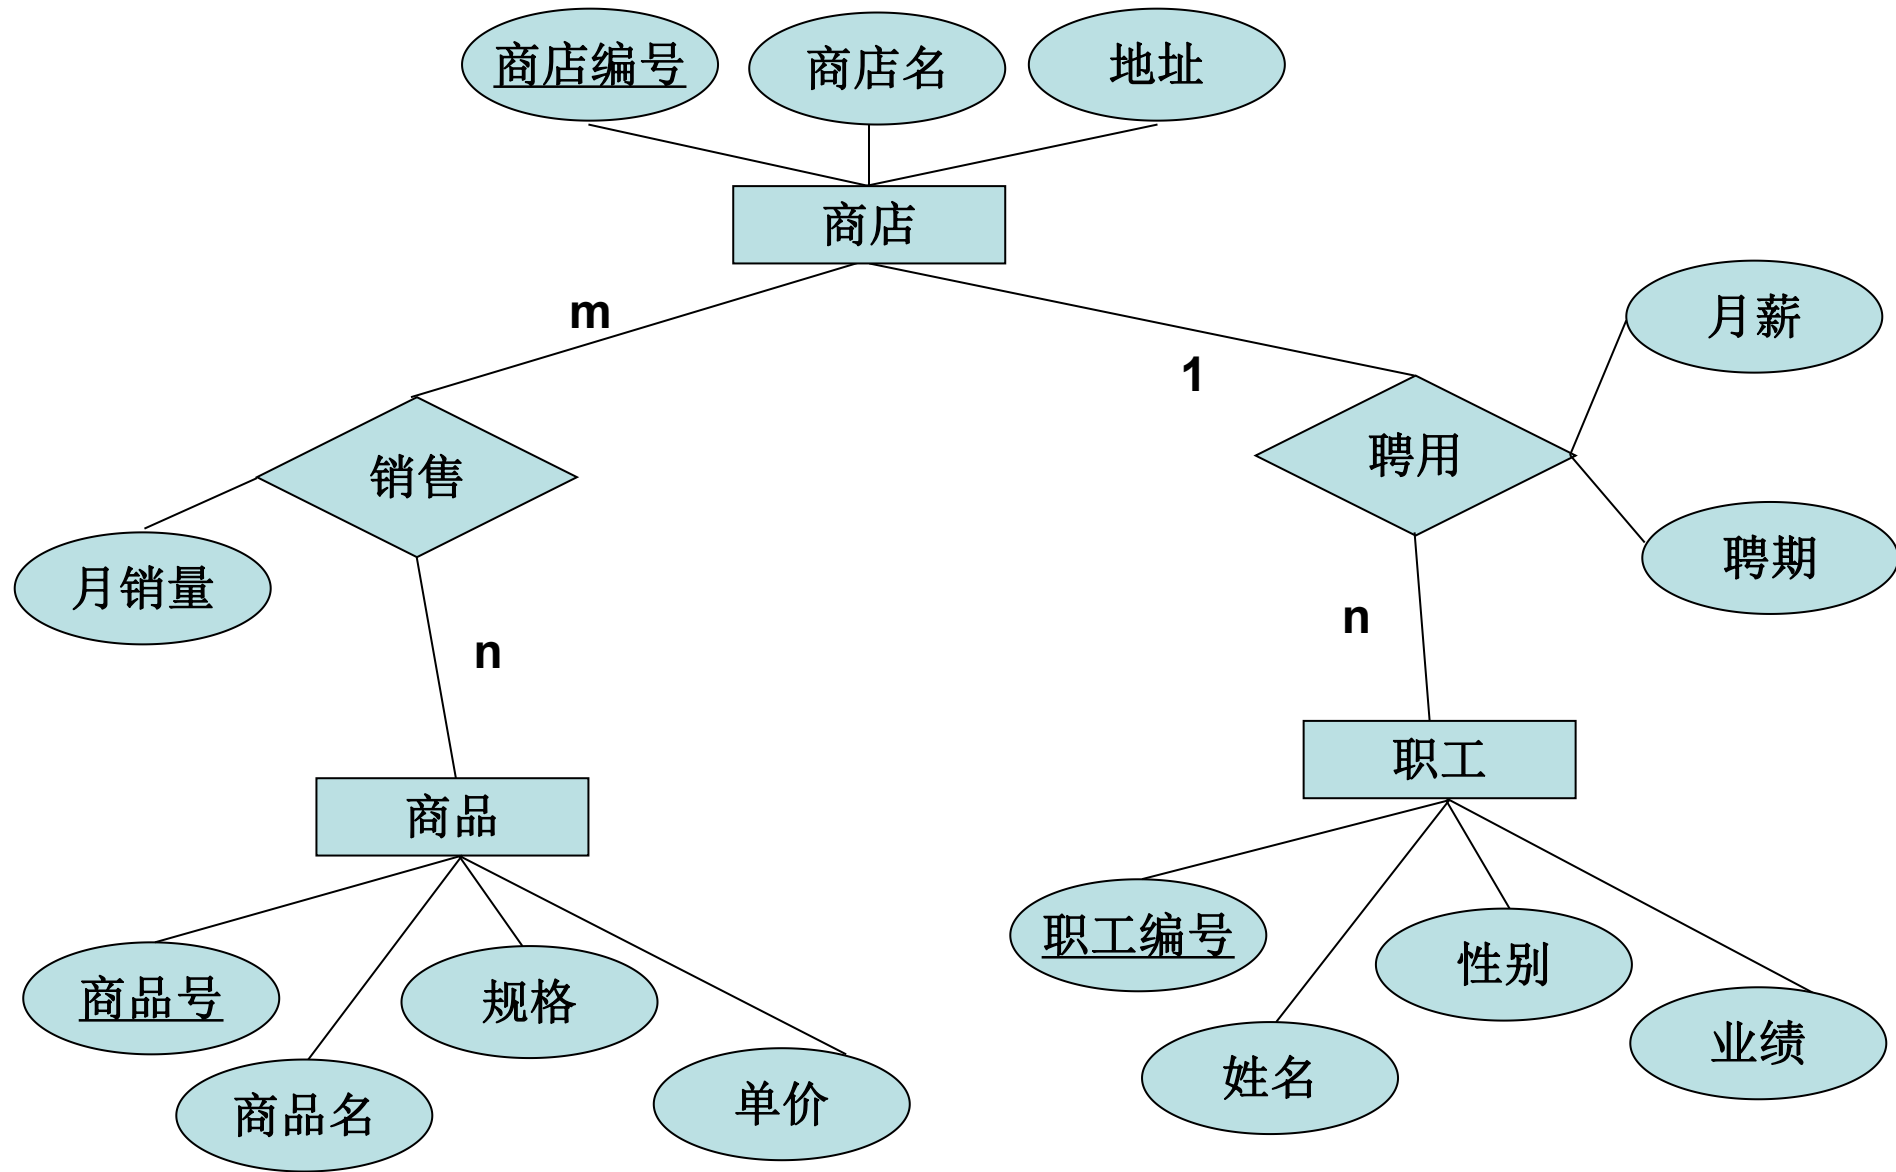 商店编号
商店名
地址
商店
m
1
月薪
销售
聘用
月销量
聘期
n
n
商品
职工
商品号
商品名
规格
单价
职工编号
姓名
性别
业绩